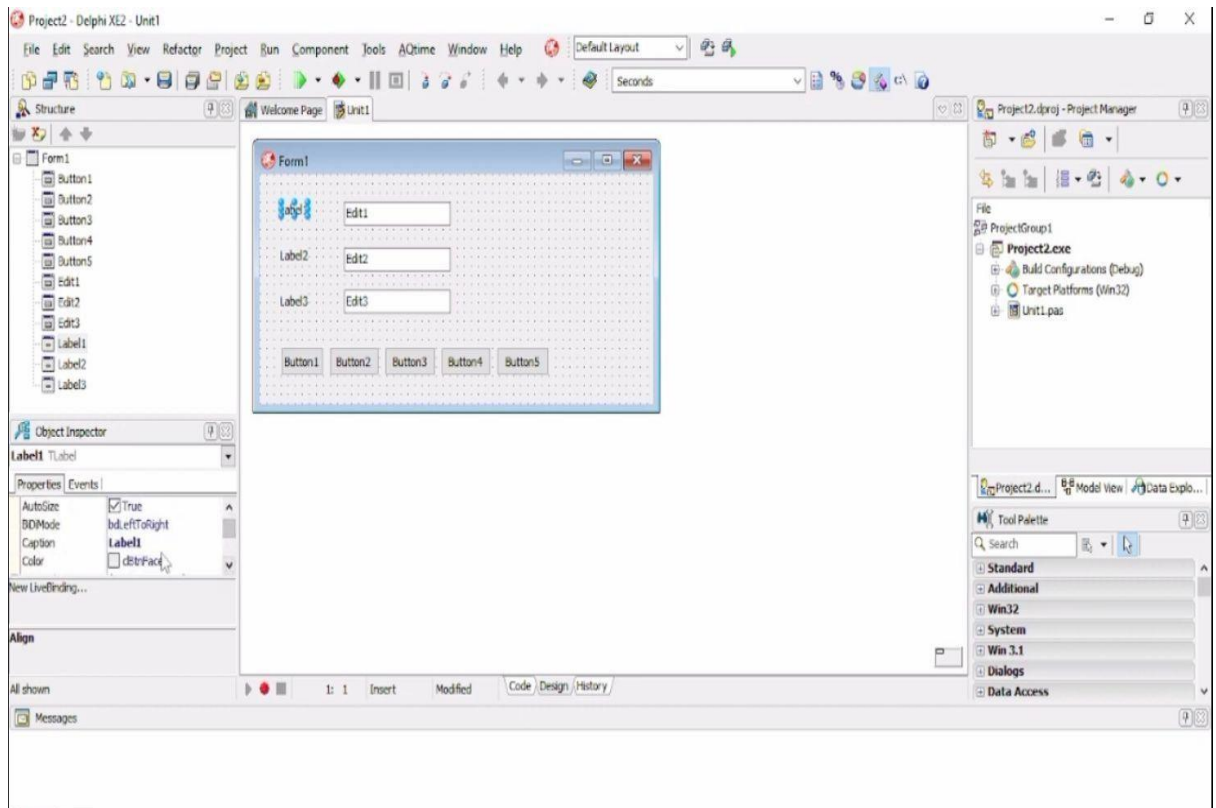 Project2 - Delphi XE2 - Unit1
File Edit Search View Refactor Project Run Component Tools AQtime Window Help Default Layout
Seconds
Structure
Welcome Page Unit1
Project2.dproj - Project Manager
Form1
Button1
Button2
Button3
Button4
Button5
Edit1
Edit2
Edit3
Label1
Label2
Label3
Form1
Edit1
Label2 Edit2
Label3 Edit3
Button1 Button2 Button3 Button4 Button5
File
ProjectGroup1
Project2.exe
Build Configurations (Debug)
Target Platforms (Win32)
Unit1.pas
Object Inspector
Label1 TLabel
Properties Events
AutoSize True
BiDiMode bdLeftToRight
Caption Label1
Color clBtnFace
New LiveBinding...
Align
All shown
1: 1 Insert Modified Code Design History
Project2.d... Model View Data Explo...
Tool Palette
Search
Standard
Additional
Win32
System
Win 3.1
Dialogs
Data Access
Messages